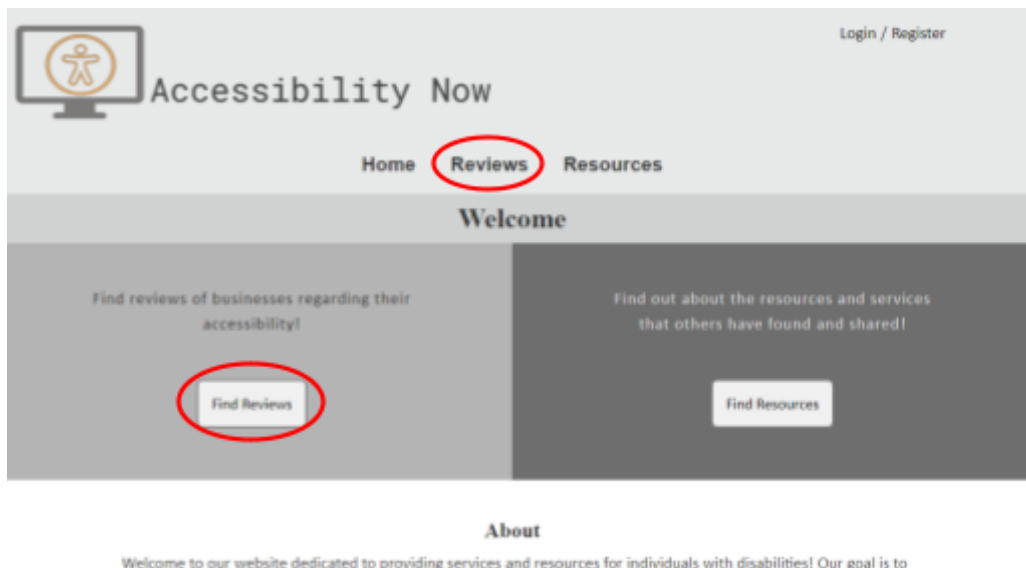 Login / Register
Accessibility Now
Home Reviews Resources
Welcome
Find reviews of businesses regarding their
accessibility!
Find Reviews
Find out about the resources and services
that others have found and shared!
Find Resources
About
Welcome to our website dedicated to providing services and resources for individuals with disabilities! Our goal is to